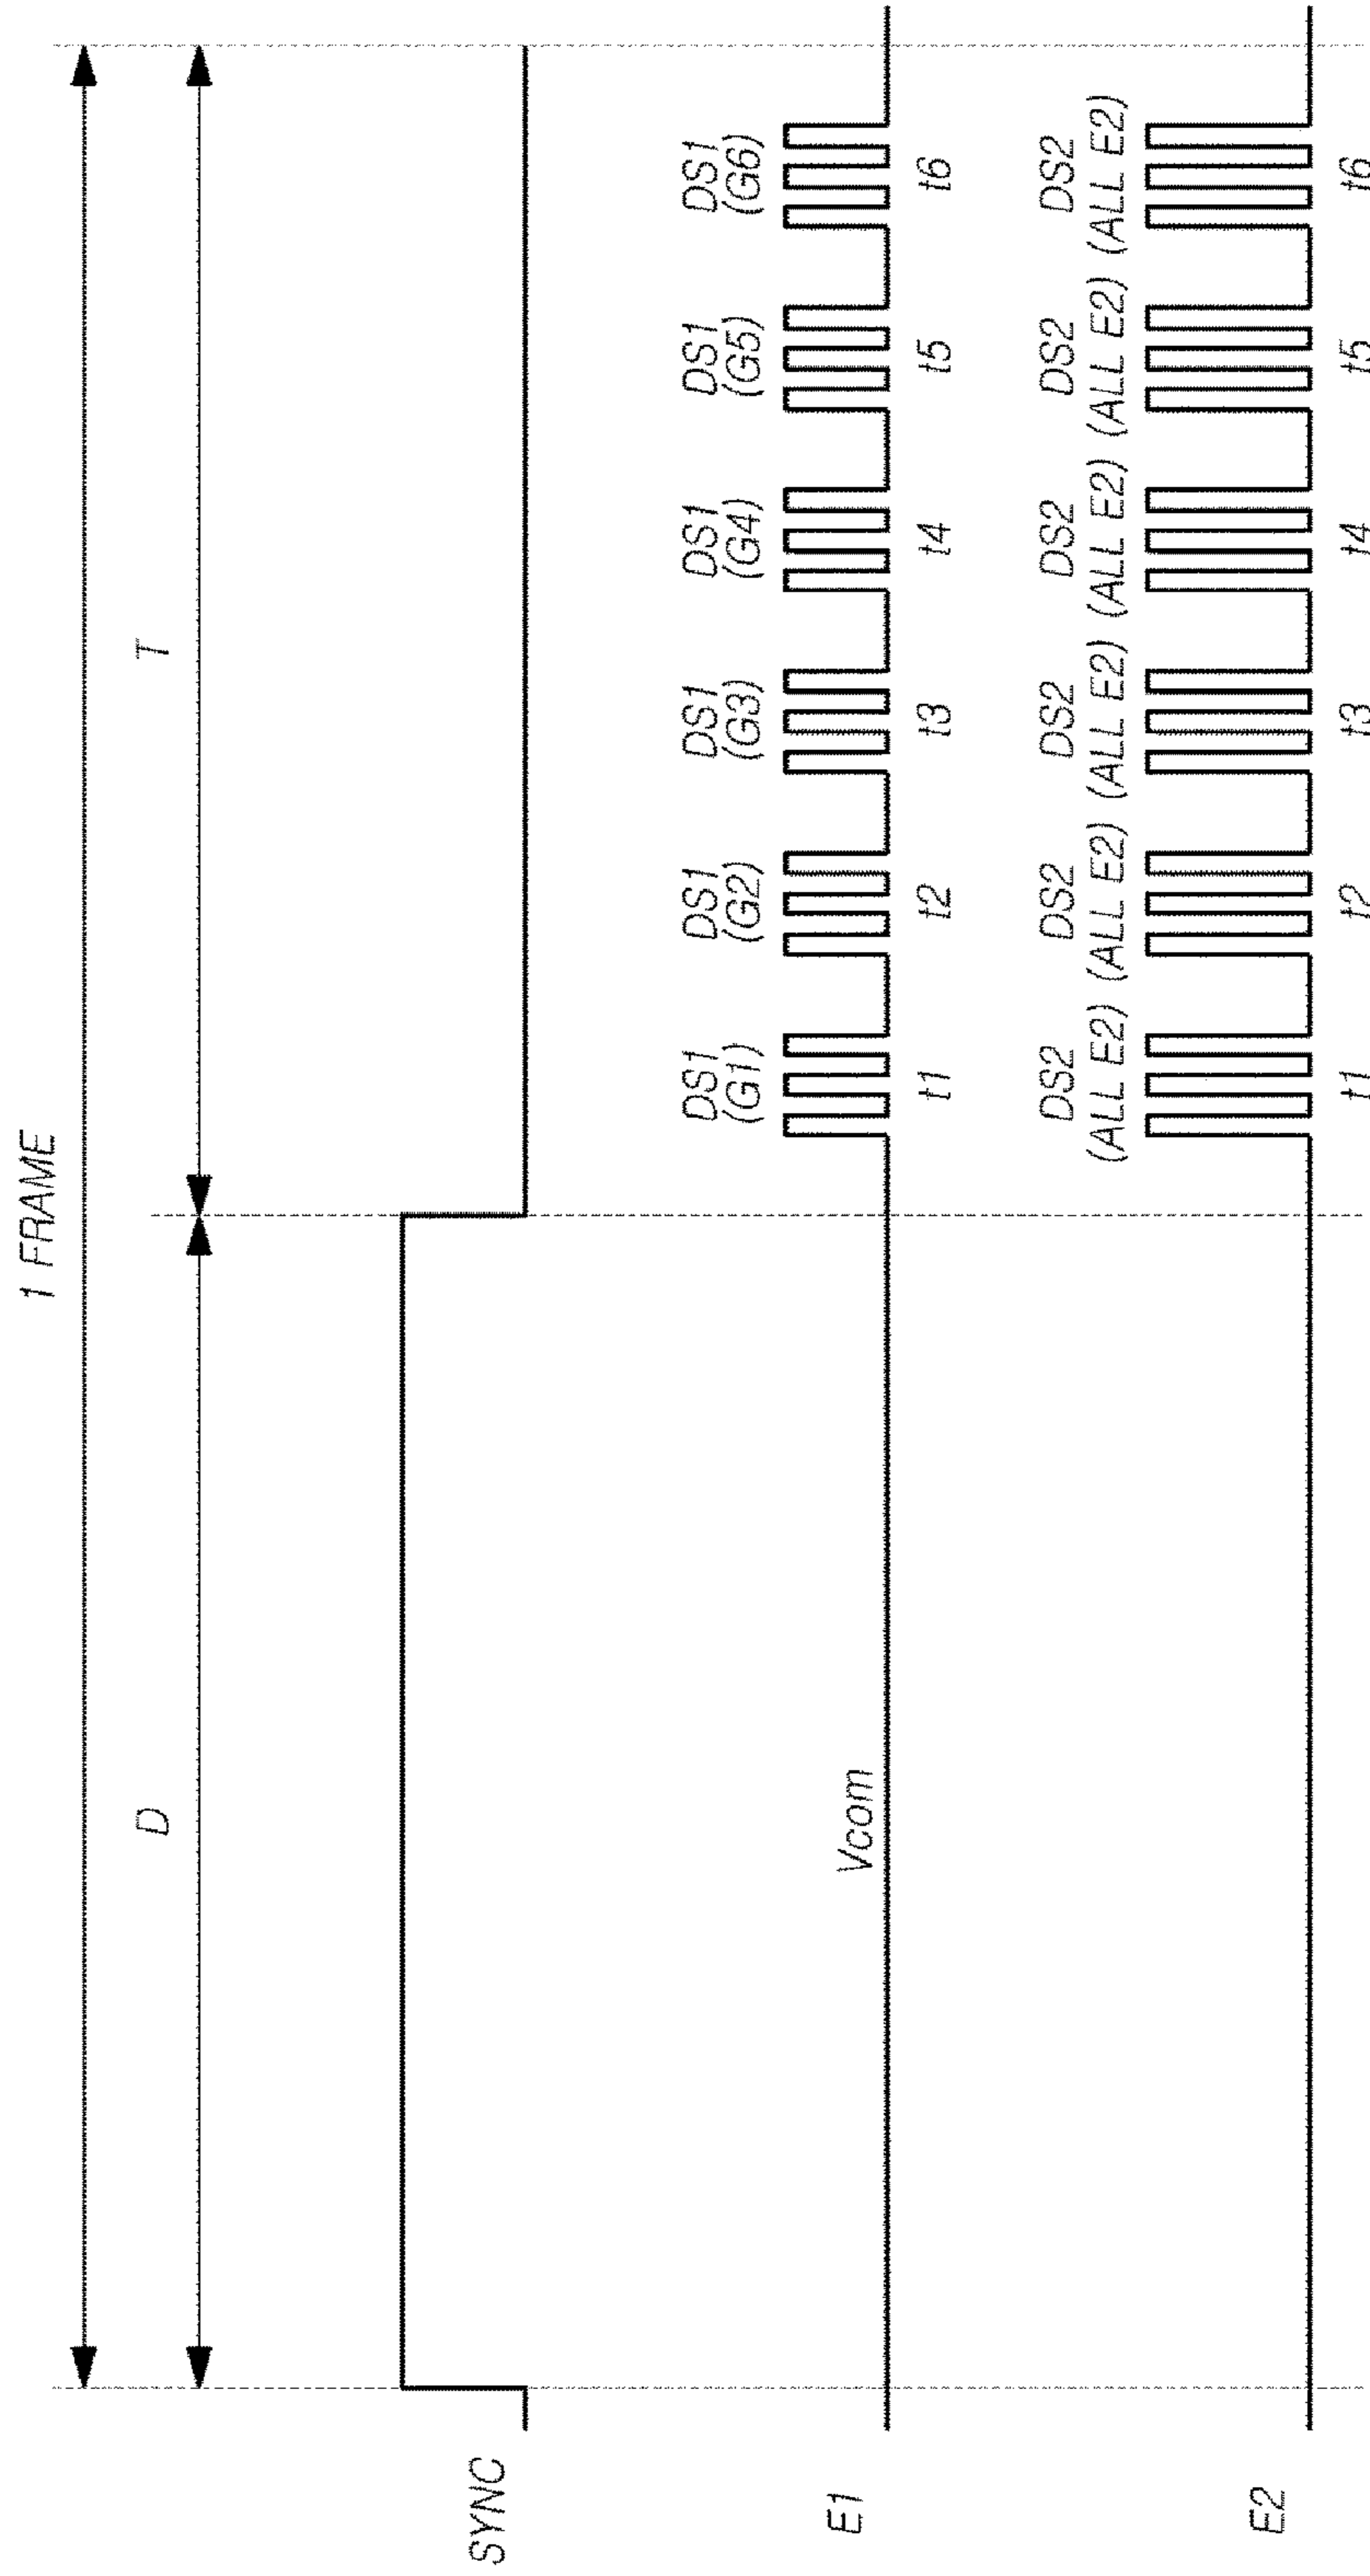 1 FRAME
D
T
SYNC
E1
Vcom
DS1
(G1)
DS1
(G2)
DS1
(G3)
DS1
(G4)
DS1
(G5)
DS1
(G6)
t1
t2
t3
t4
t5
t6
E2
DS2
(ALL E2)
DS2
(ALL E2)
DS2
(ALL E2)
DS2
(ALL E2)
DS2
(ALL E2)
DS2
(ALL E2)
t1
t2
t3
t4
t5
t6